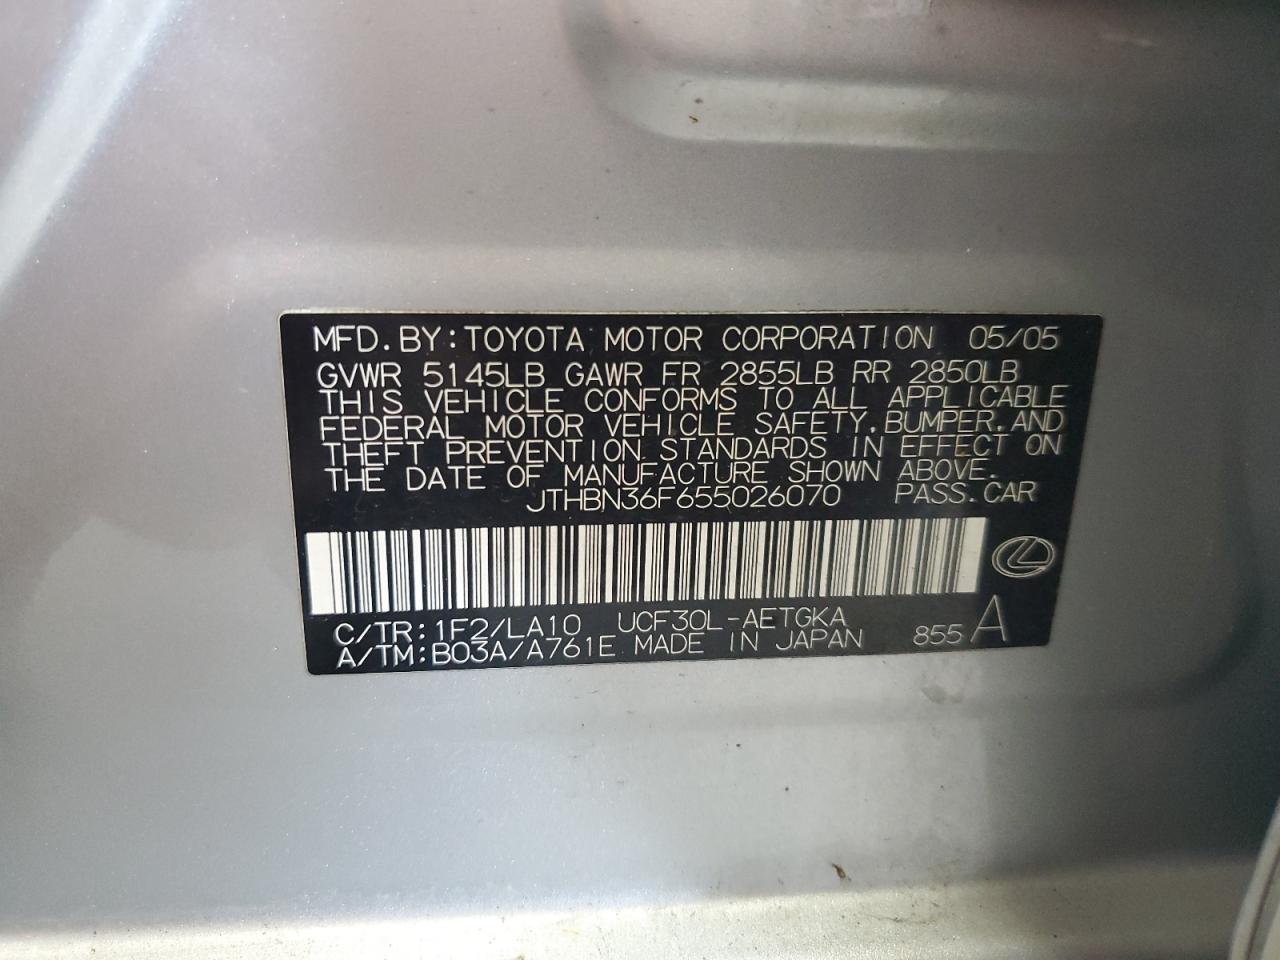 MFD. BY: TOYOTA MOTOR CORPORATION 05/05
GVWR 5145LB GAWR FR 2855LB RR 2850LB
THIS VEHICLE CONFORMS TO ALL APPLICABLE
FEDERAL MOTOR VEHICLE SAFETY, BUMPER, AND
THEFT PREVENTION STANDARDS IN EFFECT ON
THE DATE OF MANUFACTURE SHOWN ABOVE.
JTHBN36F655026070 PASS. CAR
C/TR: 1F2/LA10 UCF30L-AETGKA
A/TM: B03A/A761E MADE IN JAPAN 855 A